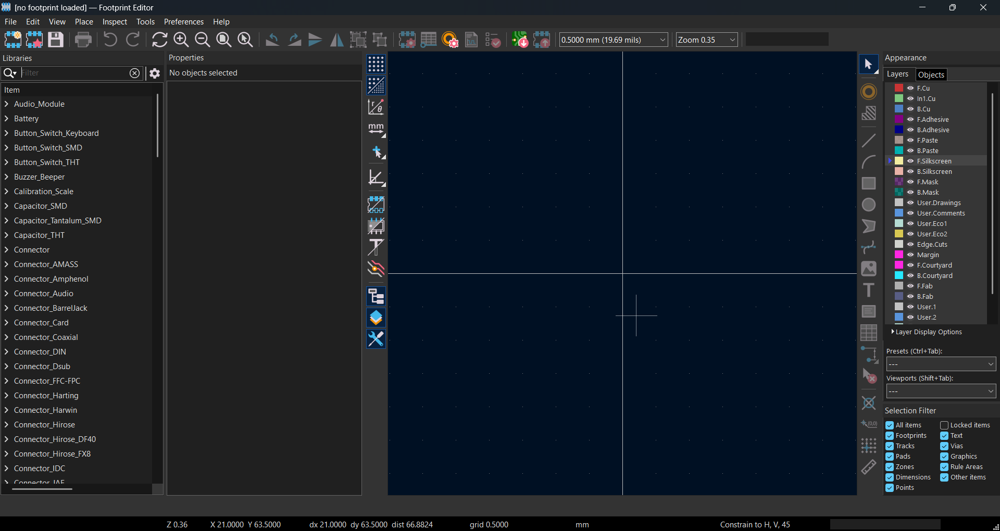 [no footprint loaded] — Footprint Editor
File Edit View Place Inspect Tools Preferences Help
0.5000 mm (19.69 mils) Zoom 0.35
Libraries
Filter
Item
Audio_Module
Battery
Button_Switch_Keyboard
Button_Switch_SMD
Button_Switch_THT
Buzzer_Beeper
Calibration_Scale
Capacitor_SMD
Capacitor_Tantalum_SMD
Capacitor_THT
Connector
Connector_AMASS
Connector_Amphenol
Connector_Audio
Connector_BarrelJack
Connector_Card
Connector_Coaxial
Connector_DIN
Connector_Dsub
Connector_FFC-FPC
Connector_Harting
Connector_Harwin
Connector_Hirose
Connector_Hirose_DF40
Connector_Hirose_FX8
Connector_IDC
Connector_JAE
Properties
No objects selected
r
θ
mm
T
T
(0,0)
Appearance
Layers Objects
F.Cu
In1.Cu
B.Cu
F.Adhesive
B.Adhesive
F.Paste
B.Paste
F.Silkscreen
B.Silkscreen
F.Mask
B.Mask
User.Drawings
User.Comments
User.Eco1
User.Eco2
Edge.Cuts
Margin
F.Courtyard
B.Courtyard
F.Fab
B.Fab
User.1
User.2
Layer Display Options
Presets (Ctrl+Tab):
---
Viewports (Shift+Tab):
---
Selection Filter
All items Locked items
Footprints Text
Tracks Vias
Pads Graphics
Zones Rule Areas
Dimensions Other items
Points
Z 0.36 X 21.0000 Y 63.5000 dx 21.0000 dy 63.5000 dist 66.8824 grid 0.5000 mm Constrain to H, V, 45